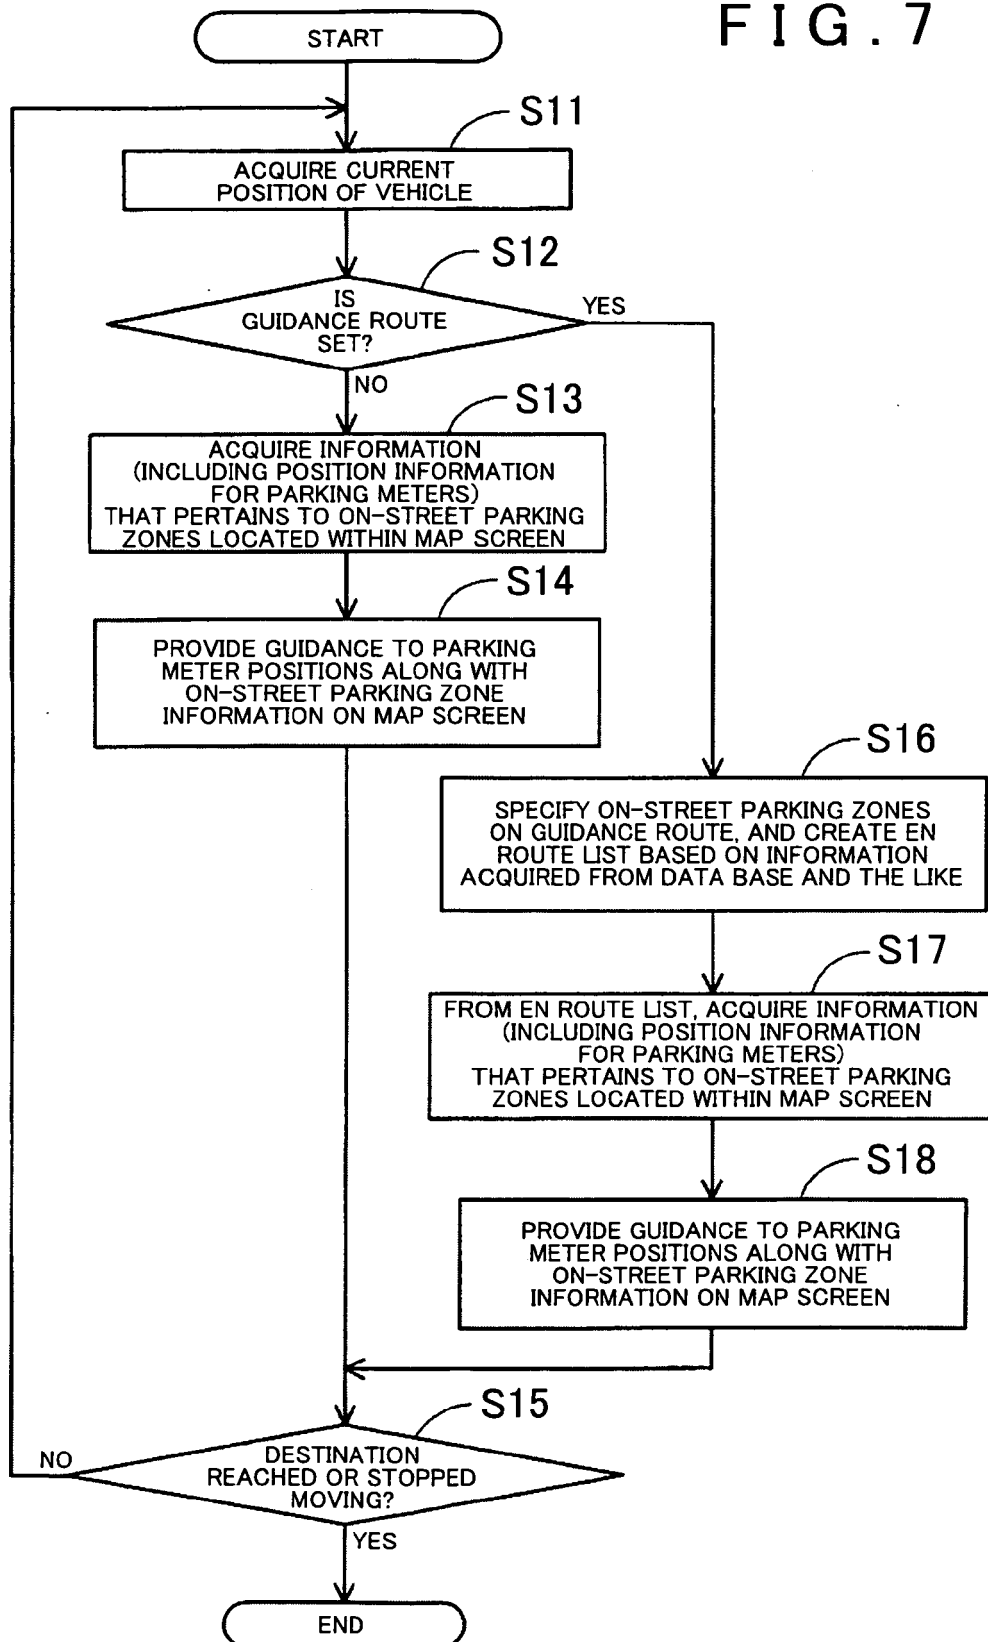 FIG.7
START
S11
ACQUIRE CURRENT
POSITION OF VEHICLE
S12
IS
GUIDANCE ROUTE
SET?
YES
NO
S13
ACQUIRE INFORMATION
(INCLUDING POSITION INFORMATION
FOR PARKING METERS)
THAT PERTAINS TO ON-STREET PARKING
ZONES LOCATED WITHIN MAP SCREEN
S14
PROVIDE GUIDANCE TO PARKING
METER POSITIONS ALONG WITH
ON-STREET PARKING ZONE
INFORMATION ON MAP SCREEN
S16
SPECIFY ON-STREET PARKING ZONES
ON GUIDANCE ROUTE, AND CREATE EN
ROUTE LIST BASED ON INFORMATION
ACQUIRED FROM DATA BASE AND THE LIKE
S17
FROM EN ROUTE LIST, ACQUIRE INFORMATION
(INCLUDING POSITION INFORMATION
FOR PARKING METERS)
THAT PERTAINS TO ON-STREET PARKING
ZONES LOCATED WITHIN MAP SCREEN
S18
PROVIDE GUIDANCE TO PARKING
METER POSITIONS ALONG WITH
ON-STREET PARKING ZONE
INFORMATION ON MAP SCREEN
S15
DESTINATION
REACHED OR STOPPED
MOVING?
NO
YES
END